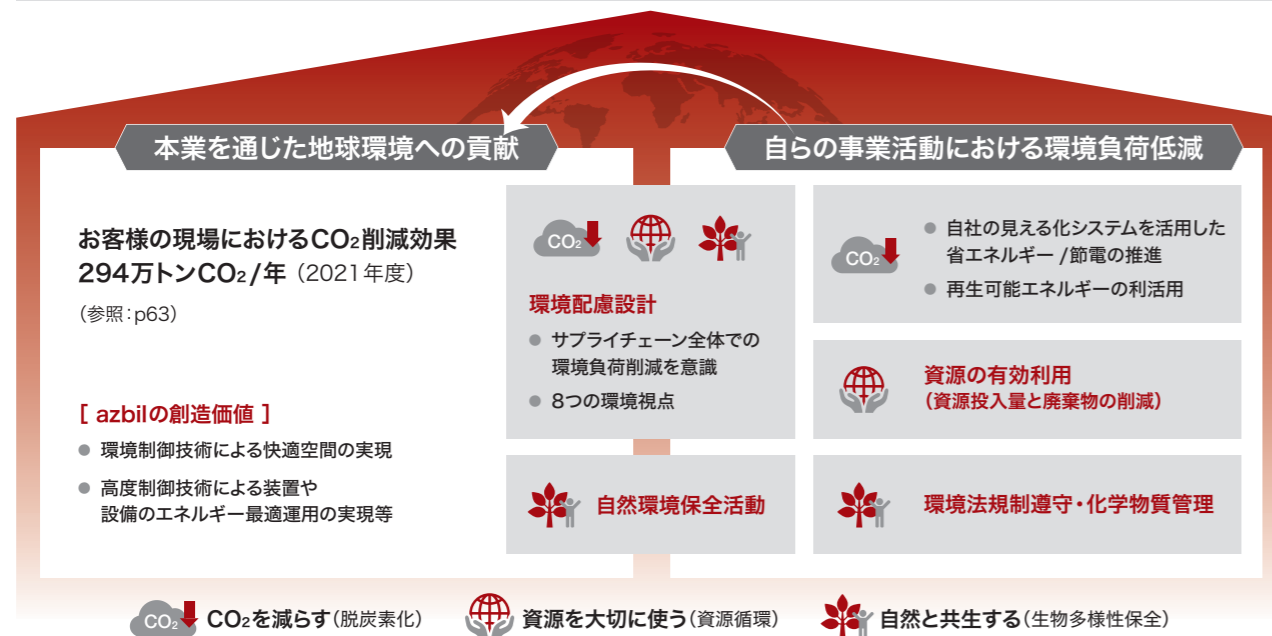 本業を通じた地球環境への貢献
お客様の現場におけるCO₂削減効果
294万トンCO₂/年（2021年度）
（参照：p63）
[ azbilの創造価値 ]
● 環境制御技術による快適空間の実現
● 高度制御技術による装置や
設備のエネルギー最適運用の実現等
CO₂
環境配慮設計
● サプライチェーン全体での
環境負荷削減を意識
● 8つの環境視点
自然環境保全活動
自らの事業活動における環境負荷低減
CO₂
● 自社の見える化システムを活用した
省エネルギー/節電の推進
● 再生可能エネルギーの利活用
資源の有効利用
（資源投入量と廃棄物の削減）
環境法規制遵守・化学物質管理
CO₂ CO₂を減らす（脱炭素化） 資源を大切に使う（資源循環） 自然と共生する（生物多様性保全）